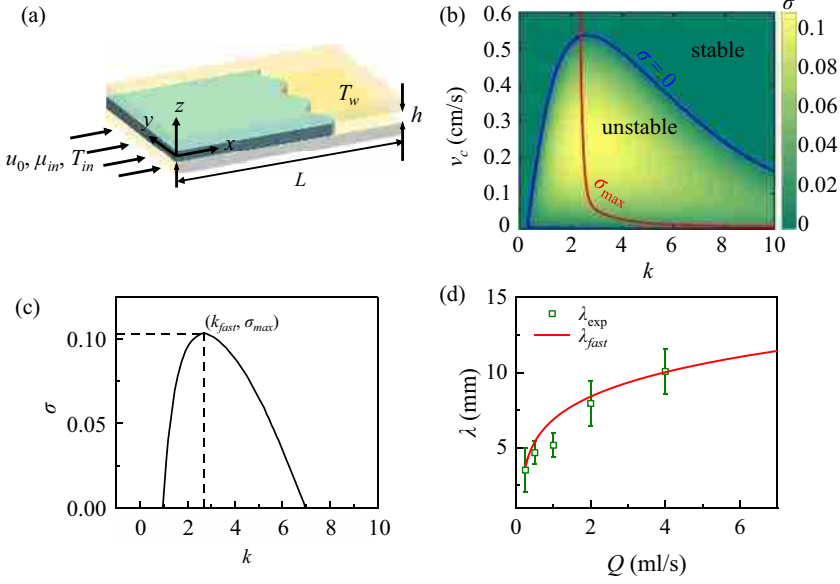 (a)
z
y
x
T_w
h
u_0, μ_in, T_in
L
(b)
v_c (cm/s)
0.6
0.5
0.4
0.3
0.2
0.1
0
stable
σ=0
unstable
σ_max
0 2 4 6 8 10
k
σ
0.1
0.08
0.06
0.04
0.02
0
(c)
σ
0.10
0.05
0.00
(k_fast, σ_max)
0 2 4 6 8 10
k
(d)
λ (mm)
15
10
5
λ_exp
λ_fast
0 2 4 6
Q (ml/s)